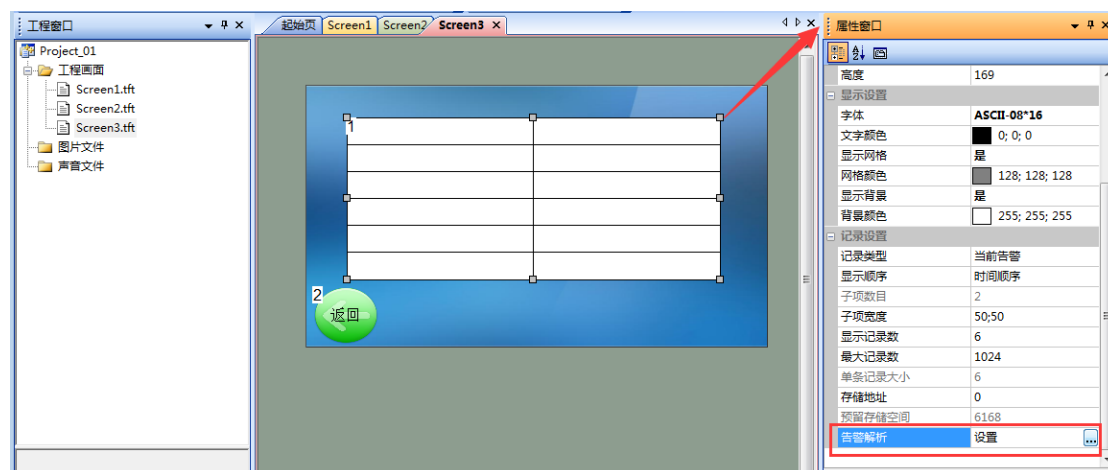 工程窗口
Project_01
工程画面
Screen1.tft
Screen2.tft
Screen3.tft
图片文件
声音文件
起始页 Screen1 Screen2 Screen3
1
2
返回
属性窗口
高度 169
显示设置
字体 ASCII-08*16
文字颜色 0; 0; 0
显示网格 是
网格颜色 128; 128; 128
显示背景 是
背景颜色 255; 255; 255
记录设置
记录类型 当前告警
显示顺序 时间顺序
子项数目 2
子项宽度 50;50
显示记录数 6
最大记录数 1024
单条记录大小 6
存储地址 0
预留存储空间 6168
告警解析 设置 ...